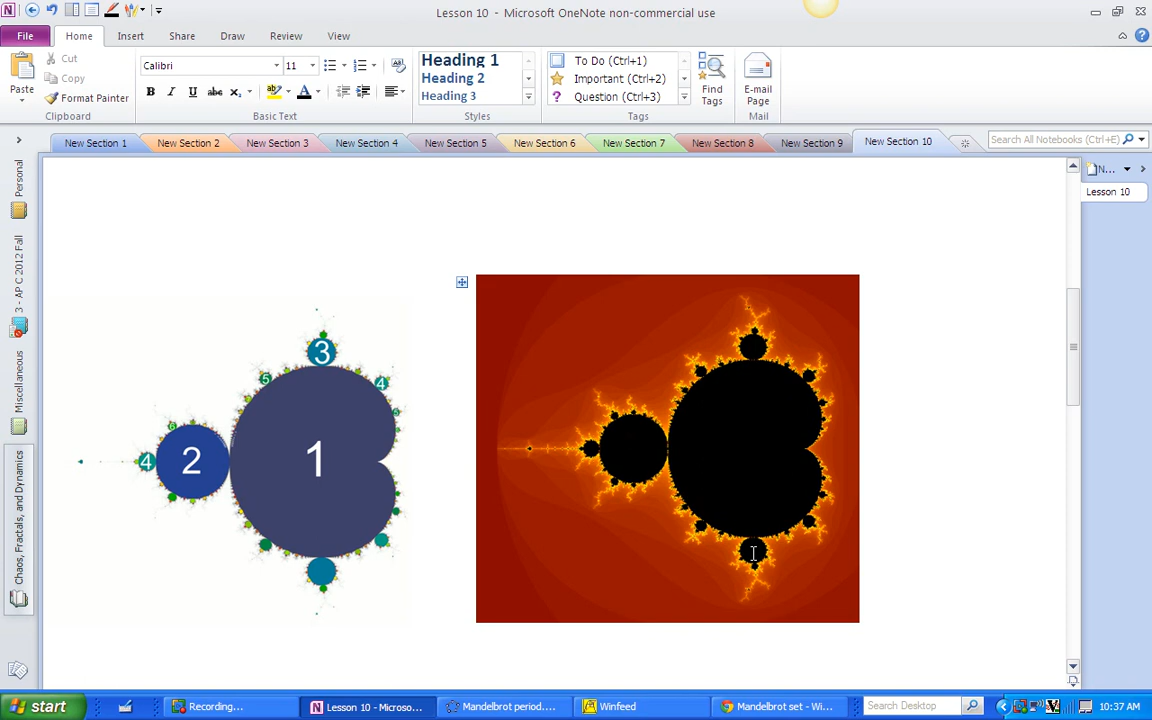 Lesson 10 - Microsoft OneNote non-commercial use
File Home Insert Share Draw Review View
Cut
Copy
Format Painter
Paste
Clipboard
Calibri 11
B I U abc X₂ A
Basic Text
Heading 1
Heading 2
Heading 3
Styles
To Do (Ctrl+1)
Important (Ctrl+2)
Question (Ctrl+3)
Tags
Find Tags
E-mail Page
Mail
New Section 1 New Section 2 New Section 3 New Section 4 New Section 5 New Section 6 New Section 7 New Section 8 New Section 9 New Section 10
Search All Notebooks (Ctrl+E)
N...
Lesson 10
Personal
3 - AP C 2012 Fall
Miscellaneous
Chaos, Fractals, and Dynamics
3
5
4
5
6
4
2
1
start Recording... Lesson 10 - Microso... Mandelbrot period.... Winfeed Mandelbrot set - Wi... Search Desktop 10:37 AM